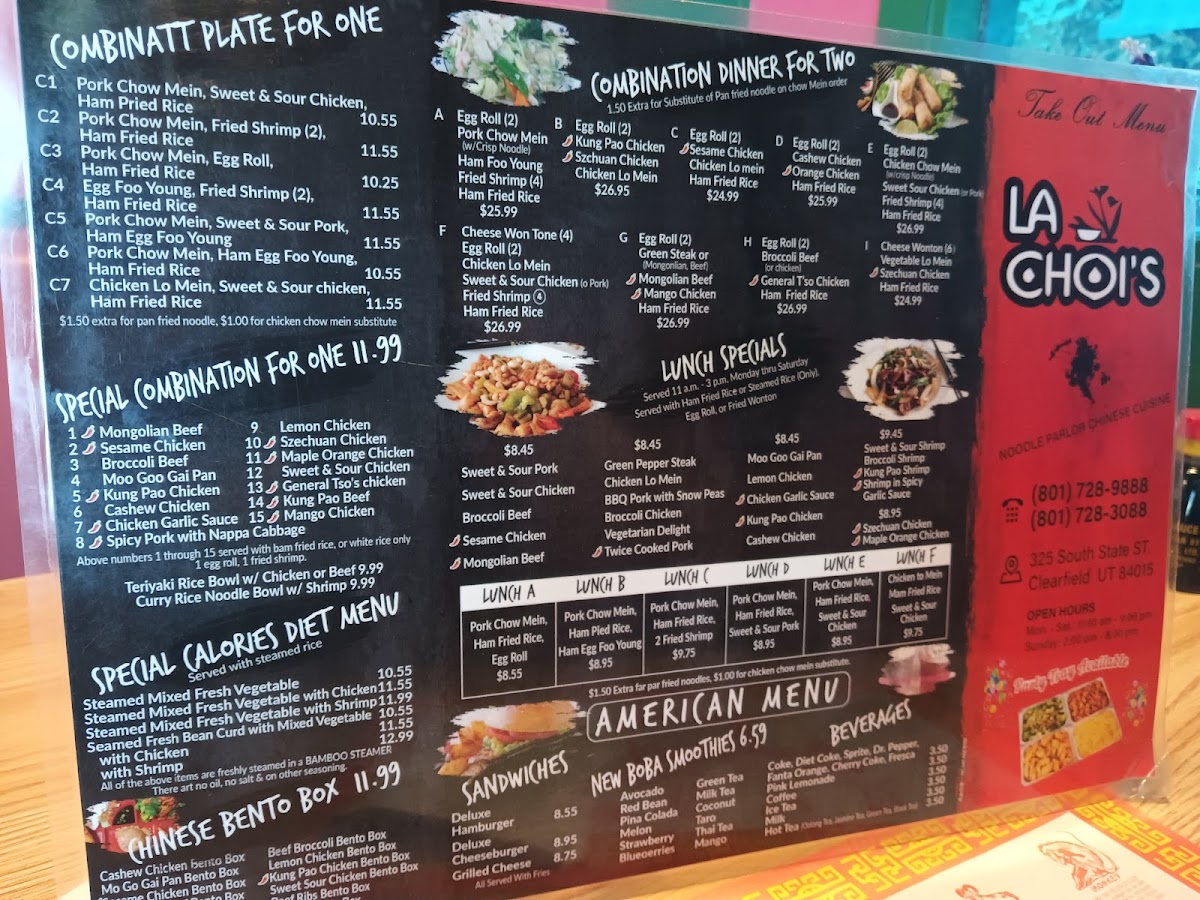 COMBINATT PLATE FOR ONE
C1 Pork Chow Mein, Sweet & Sour Chicken,
Ham Pried Rice 10.55
C2 Pork Chow Mein, Fried Shrimp (2),
Ham Fried Rice 11.55
C3 Pork Chow Mein, Egg Roll,
Ham Fried Rice 10.25
C4 Egg Foo Young, Fried Shrimp (2),
Ham Fried Rice 11.55
C5 Pork Chow Mein, Sweet & Sour Pork,
Ham Egg Foo Young 11.55
C6 Pork Chow Mein, Ham Egg Foo Young,
Ham Fried Rice 10.55
C7 Chicken Lo Mein, Sweet & Sour chicken,
Ham Fried Rice 11.55
$1.50 extra for pan fried noodle, $1.00 for chicken chow mein substitute
SPECIAL COMBINATION FOR ONE 11.99
1 Mongolian Beef
2 Sesame Chicken
3 Broccoli Beef
4 Moo Goo Gai Pan
5 Kung Pao Chicken
6 Cashew Chicken
7 Chicken Garlic Sauce
8 Spicy Pork with Nappa Cabbage
9 Lemon Chicken
10 Szechuan Chicken
11 Maple Orange Chicken
12 Sweet & Sour Chicken
13 General Tso's chicken
14 Kung Pao Beef
15 Mango Chicken
Above numbers 1 through 15 served with bam fried rice, or white rice only
1 egg roll, 1 fried shrimp.
Teriyaki Rice Bowl w/ Chicken or Beef 9.99
Curry Rice Noodle Bowl w/ Shrimp 9.99
SPECIAL CALORIES DIET MENU
Served with steamed rice
Steamed Mixed Fresh Vegetable 10.55
Steamed Mixed Fresh Vegetable with Chicken 11.55
Steamed Mixed Fresh Vegetable with Shrimp 11.99
Seamed Fresh Bean Curd with Mixed Vegetable 10.55
with Chicken 11.55
with Shrimp 12.99
All of the above items are freshly steamed in a BAMBOO STEAMER
There art no oil, no salt & on other seasoning.
CHINESE BENTO BOX 11.99
Cashew Chicken Bento Box
Mo Go Gai Pan Bento Box
Sesame Chicken Bento Box
Bento Box
Beef Broccoli Bento Box
Lemon Chicken Bento Box
Kung Pao Chicken Bento Box
Sweet Sour Chicken Bento Box
Beef Ribs Bento Box
COMBINATION DINNER FOR TWO
1.50 Extra for Substitute of Pan fried noodle on chow Mein order
A Egg Roll (2)
Pork Chow Mein
(w/Crisp Noodle)
Ham Foo Young
Fried Shrimp (4)
Ham Fried Rice
$25.99
B Egg Roll (2)
Kung Pao Chicken
Szchuan Chicken
Chicken Lo Mein
$26.95
C Egg Roll (2)
Sesame Chicken
Chicken Lo mein
Ham Fried Rice
$24.99
D Egg Roll (2)
Cashew Chicken
Orange Chicken
Ham Fried Rice
$25.99
E Egg Roll (2)
Chicken Chow Mein
(w/crisp Noodle)
Sweet Sour Chicken (or Pork)
Fried Shrimp (4)
Ham Fried Rice
$26.99
F Cheese Won Tone (4)
Egg Roll (2)
Chicken Lo Mein
Sweet & Sour Chicken (o Pork)
Fried Shrimp ④
Ham Fried Rice
$26.99
G Egg Roll (2)
Green Steak or
(Mongonlian, Beef)
Mongolian Beef
Mango Chicken
Ham Fried Rice
$26.99
H Egg Roll (2)
Broccoli Beef
(or chicken)
General T'so Chicken
Ham Fried Rice
$26.99
I Cheese Wonton (6)
Vegetable Lo Mein
Szechuan Chicken
Ham Fried Rice
$24.99
LUNCH SPECIALS
Served 11 a.m. - 3 p.m. Monday thru Saturday
Served with Ham Fried Rice or Steamed Rice (Only),
Egg Roll, or Fried Wonton
$8.45
Sweet & Sour Pork
Sweet & Sour Chicken
Broccoli Beef
Sesame Chicken
Mongolian Beef
$8.45
Green Pepper Steak
Chicken Lo Mein
BBQ Pork with Snow Peas
Broccoli Chicken
Vegetarian Delight
Twice Cooked Pork
$8.45
Moo Goo Gai Pan
Lemon Chicken
Chicken Garlic Sauce
Kung Pao Chicken
Cashew Chicken
$9.45
Sweet & Sour Shrimp
Broccoli Shrimp
Kung Pao Shrimp
Shrimp in Spicy
Garlic Sauce
$8.95
Szechuan Chicken
Maple Orange Chicken
LUNCH A
Pork Chow Mein,
Ham Fried Rice,
Egg Roll
$8.55
LUNCH B
Pork Chow Mein,
Ham Pied Rice,
Ham Egg Foo Young
$8.95
LUNCH C
Pork Chow Mein,
Ham Fried Rice,
2 Fried Shrimp
$9.75
LUNCH D
Pork Chow Mein,
Ham Fried Rice,
Sweet & Sour Pork
$8.95
LUNCH E
Pork Chow Mein,
Ham Fried Rice,
Sweet & Sour
Chicken
$8.95
LUNCH F
Chicken to Mein
Mam Fried Rice
Sweet & Sour
Chicken
$9.75
$1.50 Extra far par fried noodles, $1.00 for chicken chow mein substitute.
AMERICAN MENU
SANDWICHES
Deluxe
Hamburger 8.55
Deluxe
Cheeseburger 8.95
Grilled Cheese 8.75
All Served With Fries
NEW BOBA SMOOTHIES 6.59
Avocado
Red Bean
Pina Colada
Melon
Strawberry
Blueoerries
Green Tea
Milk Tea
Coconut
Taro
Thai Tea
Mango
BEVERAGES
Coke, Diet Coke, Sprite, Dr. Pepper,
Fanta Orange, Cherry Coke, Fresca 3.50
Pink Lemonade 3.50
Coffee 3.50
Ice Tea 3.50
Milk 3.50
Hot Tea (Oolong Tea, Jasmine Tea, Green Tea, Black Tea) 3.50
Take Out Menu
LA
CHOI'S
NOODLE PARLOR CHINESE CUISINE
(801) 728-9888
(801) 728-3088
325 South State ST.
Clearfield UT 84015
OPEN HOURS
Mon. - Sat. 11:00 am - 9:00 pm
Sunday: 2:00 pm - 8:00 pm
Party Tray Available
MONKEY